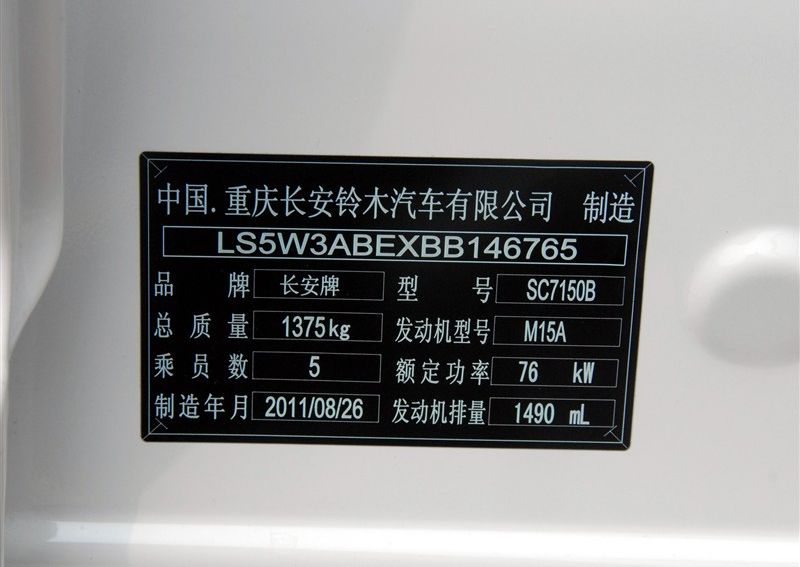 中国.重庆长安铃木汽车有限公司 制造
LS5W3ABEXBB146765
品 牌 长安牌 型 号 SC7150B
总 质 量 1375kg 发动机型号 M15A
乘 员 数 5 额定功率 76 kW
制造年月 2011/08/26 发动机排量 1490 mL